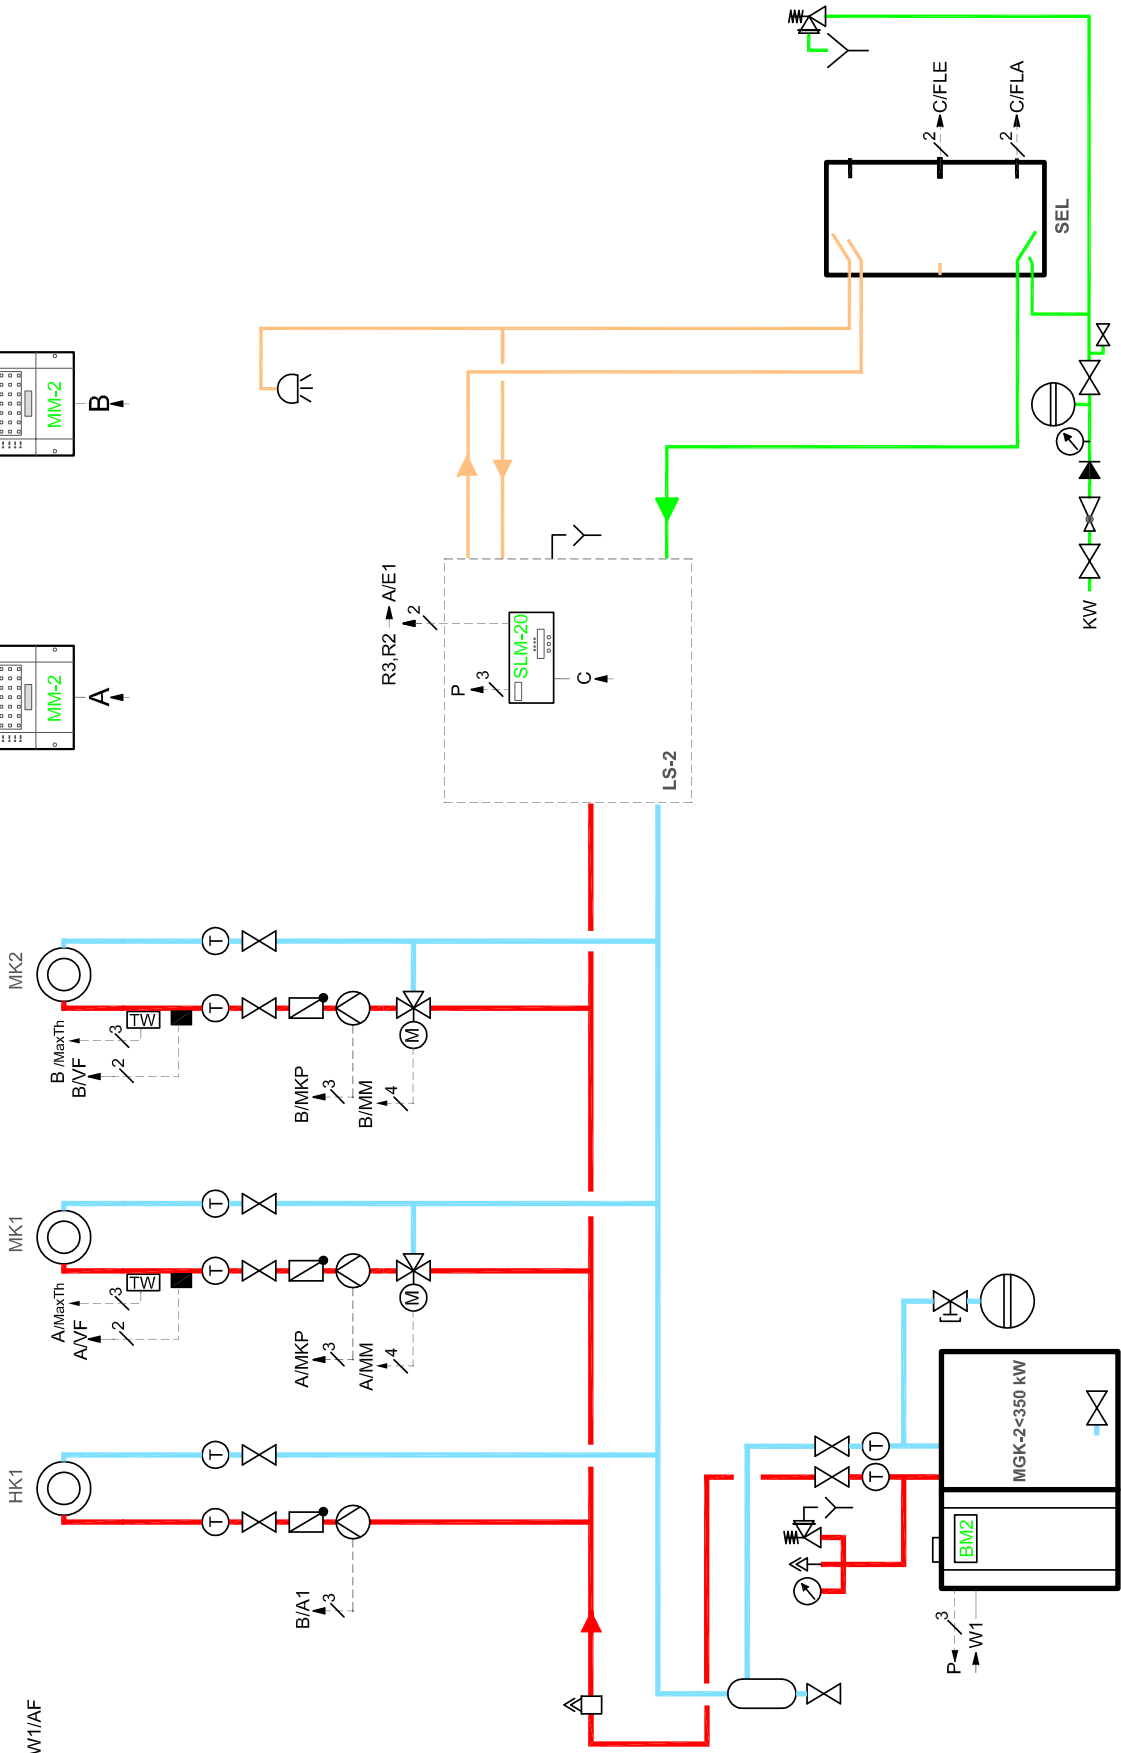 W1/AF
HK1
T
T
B/A1
3
MK1
A/MaxTh
3
TW
A/VF
2
T
T
A/MKP
3
A/MM
4
M
MK2
B /MaxTh
3
TW
B/VF
2
T
T
B/MKP
3
B/MM
4
M
MM-2
A
MM-2
B
R3,R2
A/E1
2
P
3
SLM-20
C
LS-2
C/FLE
2
C/FLA
2
SEL
KW
T
T
MGK-2<350 kW
BM2
P
3
W1